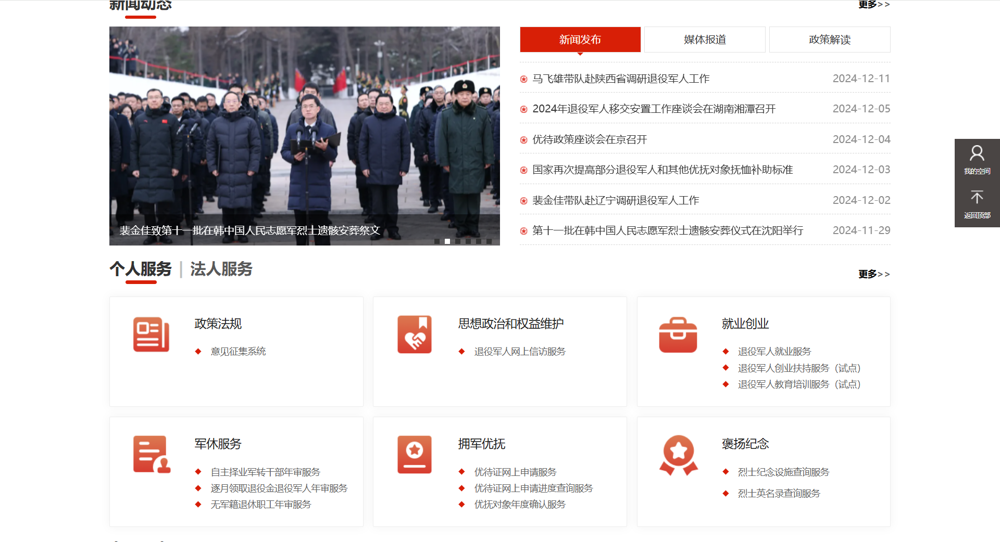 新闻动态
更多>>
裴金佳致第十一批在韩中国人民志愿军烈士遗骸安葬祭文
新闻发布
媒体报道
政策解读
马飞雄带队赴陕西省调研退役军人工作 2024-12-11
2024年退役军人移交安置工作座谈会在湖南湘潭召开 2024-12-05
优待政策座谈会在京召开 2024-12-04
国家再次提高部分退役军人和其他优抚对象抚恤补助标准 2024-12-03
裴金佳带队赴辽宁调研退役军人工作 2024-12-02
第十一批在韩中国人民志愿军烈士遗骸安葬仪式在沈阳举行 2024-11-29
我的空间
返回顶部
个人服务 | 法人服务
更多>>
政策法规
意见征集系统
思想政治和权益维护
退役军人网上信访服务
就业创业
退役军人就业服务
退役军人创业扶持服务（试点）
退役军人教育培训服务（试点）
军休服务
自主择业军转干部年审服务
逐月领取退役金退役军人年审服务
无军籍退休职工年审服务
拥军优抚
优待证网上申请服务
优待证网上申请进度查询服务
优抚对象年度确认服务
褒扬纪念
烈士纪念设施查询服务
烈士英名录查询服务